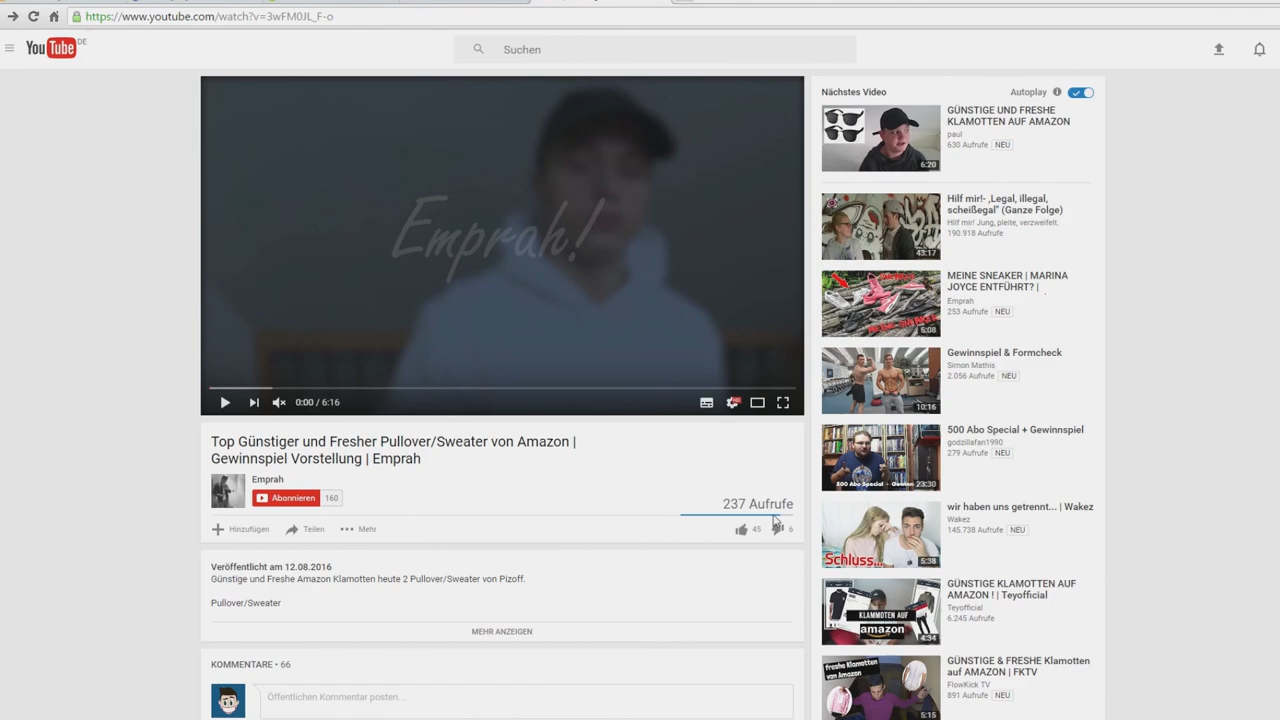 https://www.youtube.com/watch?v=3wFM0JL_F-o
YouTube DE
Suchen
Emprah!
0:00 / 6:16
Top Günstiger und Fresher Pullover/Sweater von Amazon |
Gewinnspiel Vorstellung | Emprah
Emprah
Abonnieren 160
237 Aufrufe
Hinzufügen Teilen Mehr
45 6
Veröffentlicht am 12.08.2016
Günstige und Freshe Amazon Klamotten heute 2 Pullover/Sweater von Pizoff.
Pullover/Sweater
MEHR ANZEIGEN
KOMMENTARE • 66
Öffentlichen Kommentar posten...
Nächstes Video
Autoplay
6:20
GÜNSTIGE UND FRESHE
KLAMOTTEN AUF AMAZON
paul
630 Aufrufe NEU
43:17
Hilf mir!- ,Legal, illegal,
scheißegal" (Ganze Folge)
Hilf mir! Jung, pleite, verzweifelt.
190.918 Aufrufe
5:08
MEINE SNEAKER | MARINA
JOYCE ENTFÜHRT? |
Emprah
253 Aufrufe NEU
10:16
Gewinnspiel & Formcheck
Simon Mathis
2.056 Aufrufe NEU
23:30
500 Abo Special + Gewinnspiel
godzillafan1990
279 Aufrufe NEU
Schluss...
5:38
wir haben uns getrennt... | Wakez
Wakez
145.738 Aufrufe NEU
KLAMMOTEN AUF
amazon
4:34
GÜNSTIGE KLAMOTTEN AUF
AMAZON ! | Teyofficial
Teyofficial
6.245 Aufrufe
freshe Klamotten
von Amazon
5:15
GÜNSTIGE & FRESHE Klamotten
auf AMAZON | FKTV
FlowKick TV
891 Aufrufe NEU